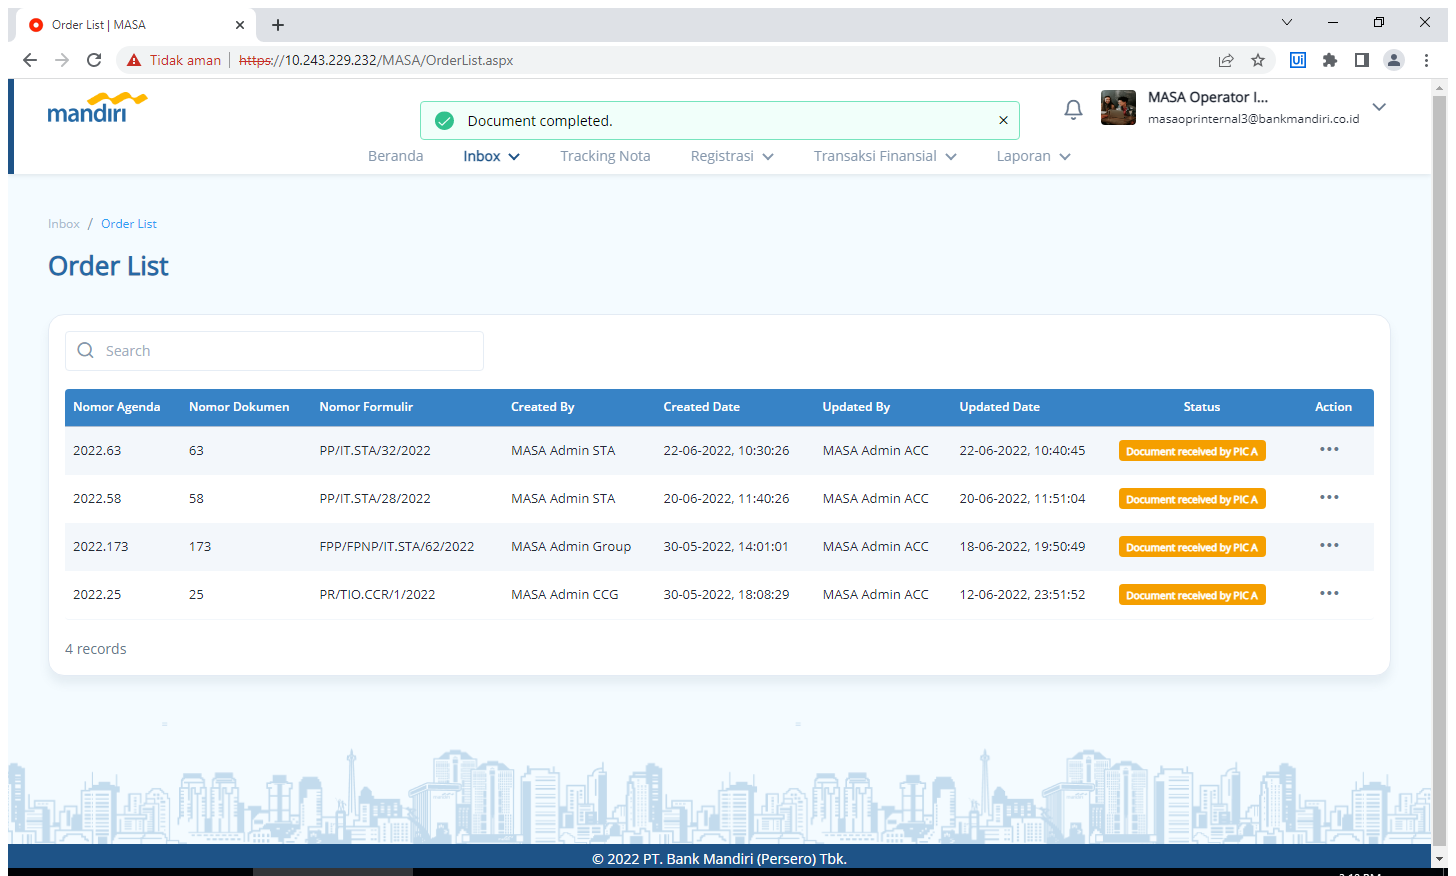 Order List | MASA
Tidak aman https://10.243.229.232/MASA/OrderList.aspx
Ui
mandiri
Document completed.
MASA Operator I...
masaoprinternal3@bankmandiri.co.id
Beranda Inbox Tracking Nota Registrasi Transaksi Finansial Laporan
Inbox / Order List
Order List
Search
Nomor Agenda Nomor Dokumen Nomor Formulir Created By Created Date Updated By Updated Date Status Action
2022.63 63 PP/IT.STA/32/2022 MASA Admin STA 22-06-2022, 10:30:26 MASA Admin ACC 22-06-2022, 10:40:45 Document received by PIC A
2022.58 58 PP/IT.STA/28/2022 MASA Admin STA 20-06-2022, 11:40:26 MASA Admin ACC 20-06-2022, 11:51:04 Document received by PIC A
2022.173 173 FPP/FPNP/IT.STA/62/2022 MASA Admin Group 30-05-2022, 14:01:01 MASA Admin ACC 18-06-2022, 19:50:49 Document received by PIC A
2022.25 25 PR/TIO.CCR/1/2022 MASA Admin CCG 30-05-2022, 18:08:29 MASA Admin ACC 12-06-2022, 23:51:52 Document received by PIC A
4 records
© 2022 PT. Bank Mandiri (Persero) Tbk.